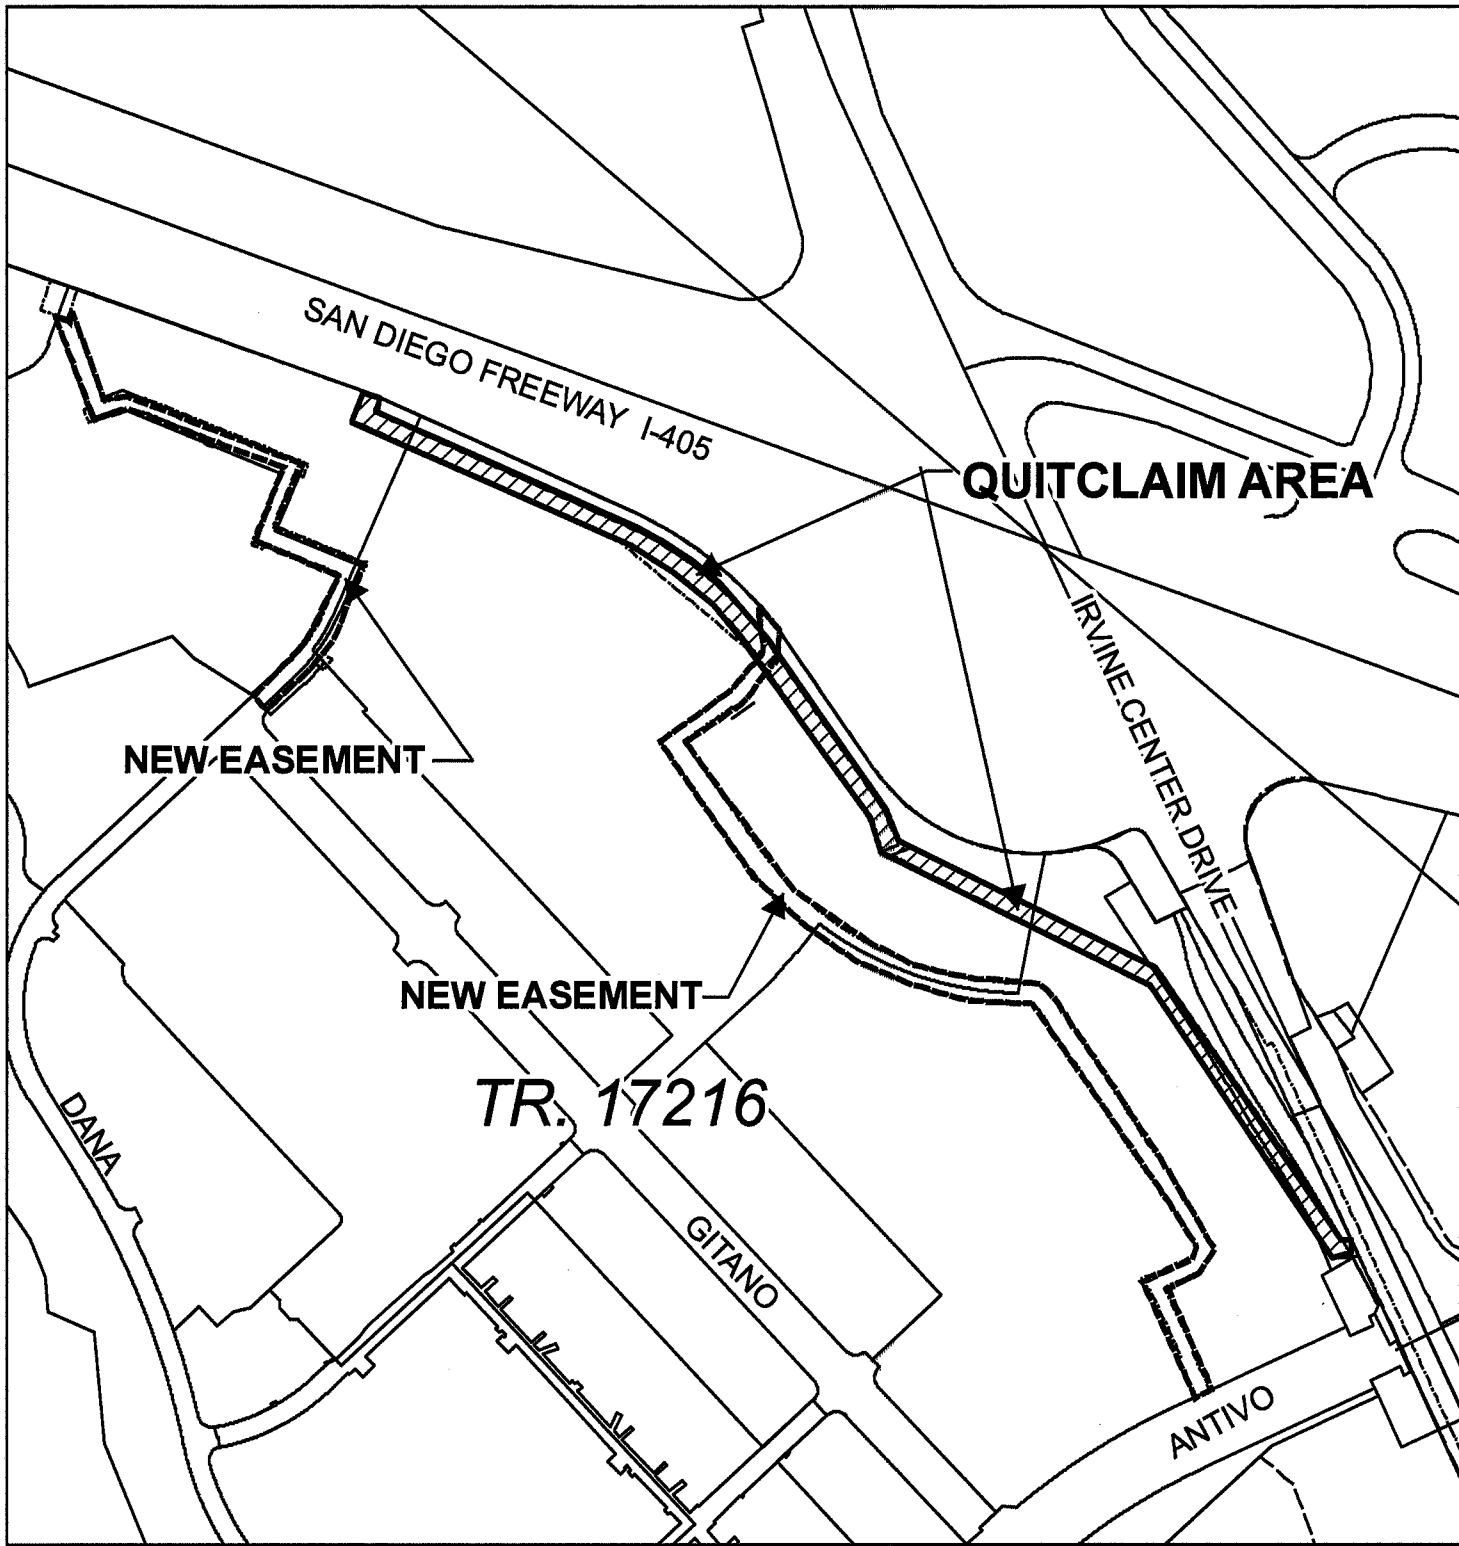 SAN DIEGO FREEWAY I-405
QUITCLAIM AREA
IRVINE CENTER DRIVE
NEW EASEMENT
NEW EASEMENT
TR. 17216
DANA
GITANO
ANTIVO